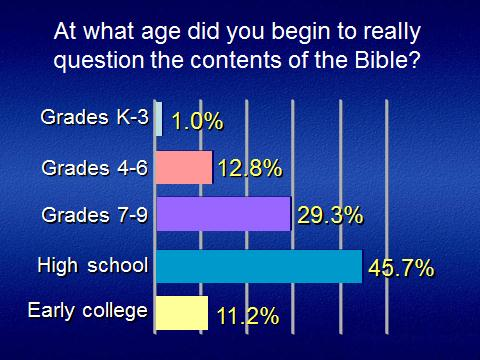 At what age did you begin to really
question the contents of the Bible?
Grades K-3 1.0%
Grades 4-6 12.8%
Grades 7-9 29.3%
High school 45.7%
Early college 11.2%